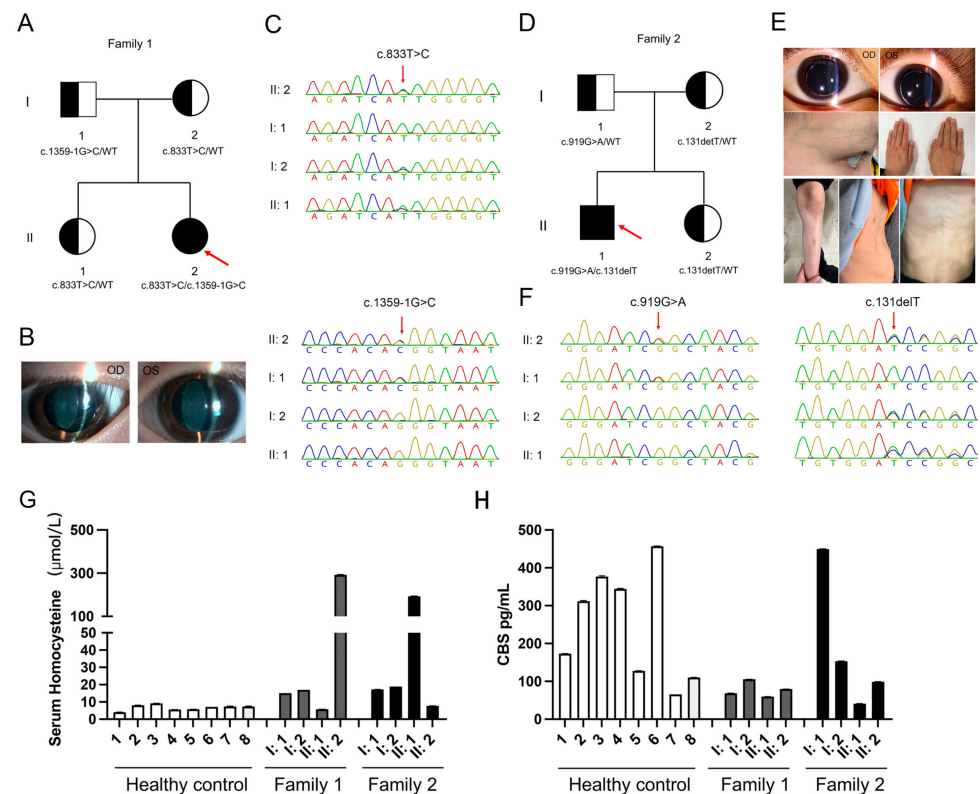 A
Family 1
I
1
2
c.1359-1G>C/WT
c.833T>C/WT
II
1
2
c.833T>C/WT
c.833T>C/c.1359-1G>C
B
OD
OS
C
c.833T>C
II: 2
A G A T C A T T G G G G T
I: 1
A G A T C A T T G G G G T
I: 2
A G A T C A T T G G G G T
II: 1
A G A T C A T T G G G G T
c.1359-1G>C
II: 2
C C C A C A C G G T A A T
I: 1
C C C A C A C G G T A A T
I: 2
C C C A C A G G G T A A T
II: 1
C C C A C A G G G T A A T
D
Family 2
I
1
2
c.919G>A/WT
c.131detT/WT
II
1
2
c.919G>A/c.131delT
c.131detT/WT
E
OD
OS
F
c.919G>A
c.131delT
II: 2
G G G A T C G G C T A C G
T G T G G A T C C G G C
I: 1
G G G A T C G G C T A C G
T G T G G A T C C G G C
I: 2
G G G A T C G G C T A C G
T G T G G A T C C G G C
II: 1
G G G A T C G G C T A C G
T G T G G A T C C G G C
G
Serum Homocysteine (μmol/L)
500
300
100
50
40
30
20
10
0
1 2 3 4 5 6 7 8 I: 1 I: 2 II: 1 II: 2 I: 1 I: 2 II: 1 II: 2
Healthy control Family 1 Family 2
H
CBS pg/mL
500
400
300
200
100
0
1 2 3 4 5 6 7 8 I: 1 I: 2 II: 1 II: 2 I: 1 I: 2 II: 1 II: 2
Healthy control Family 1 Family 2